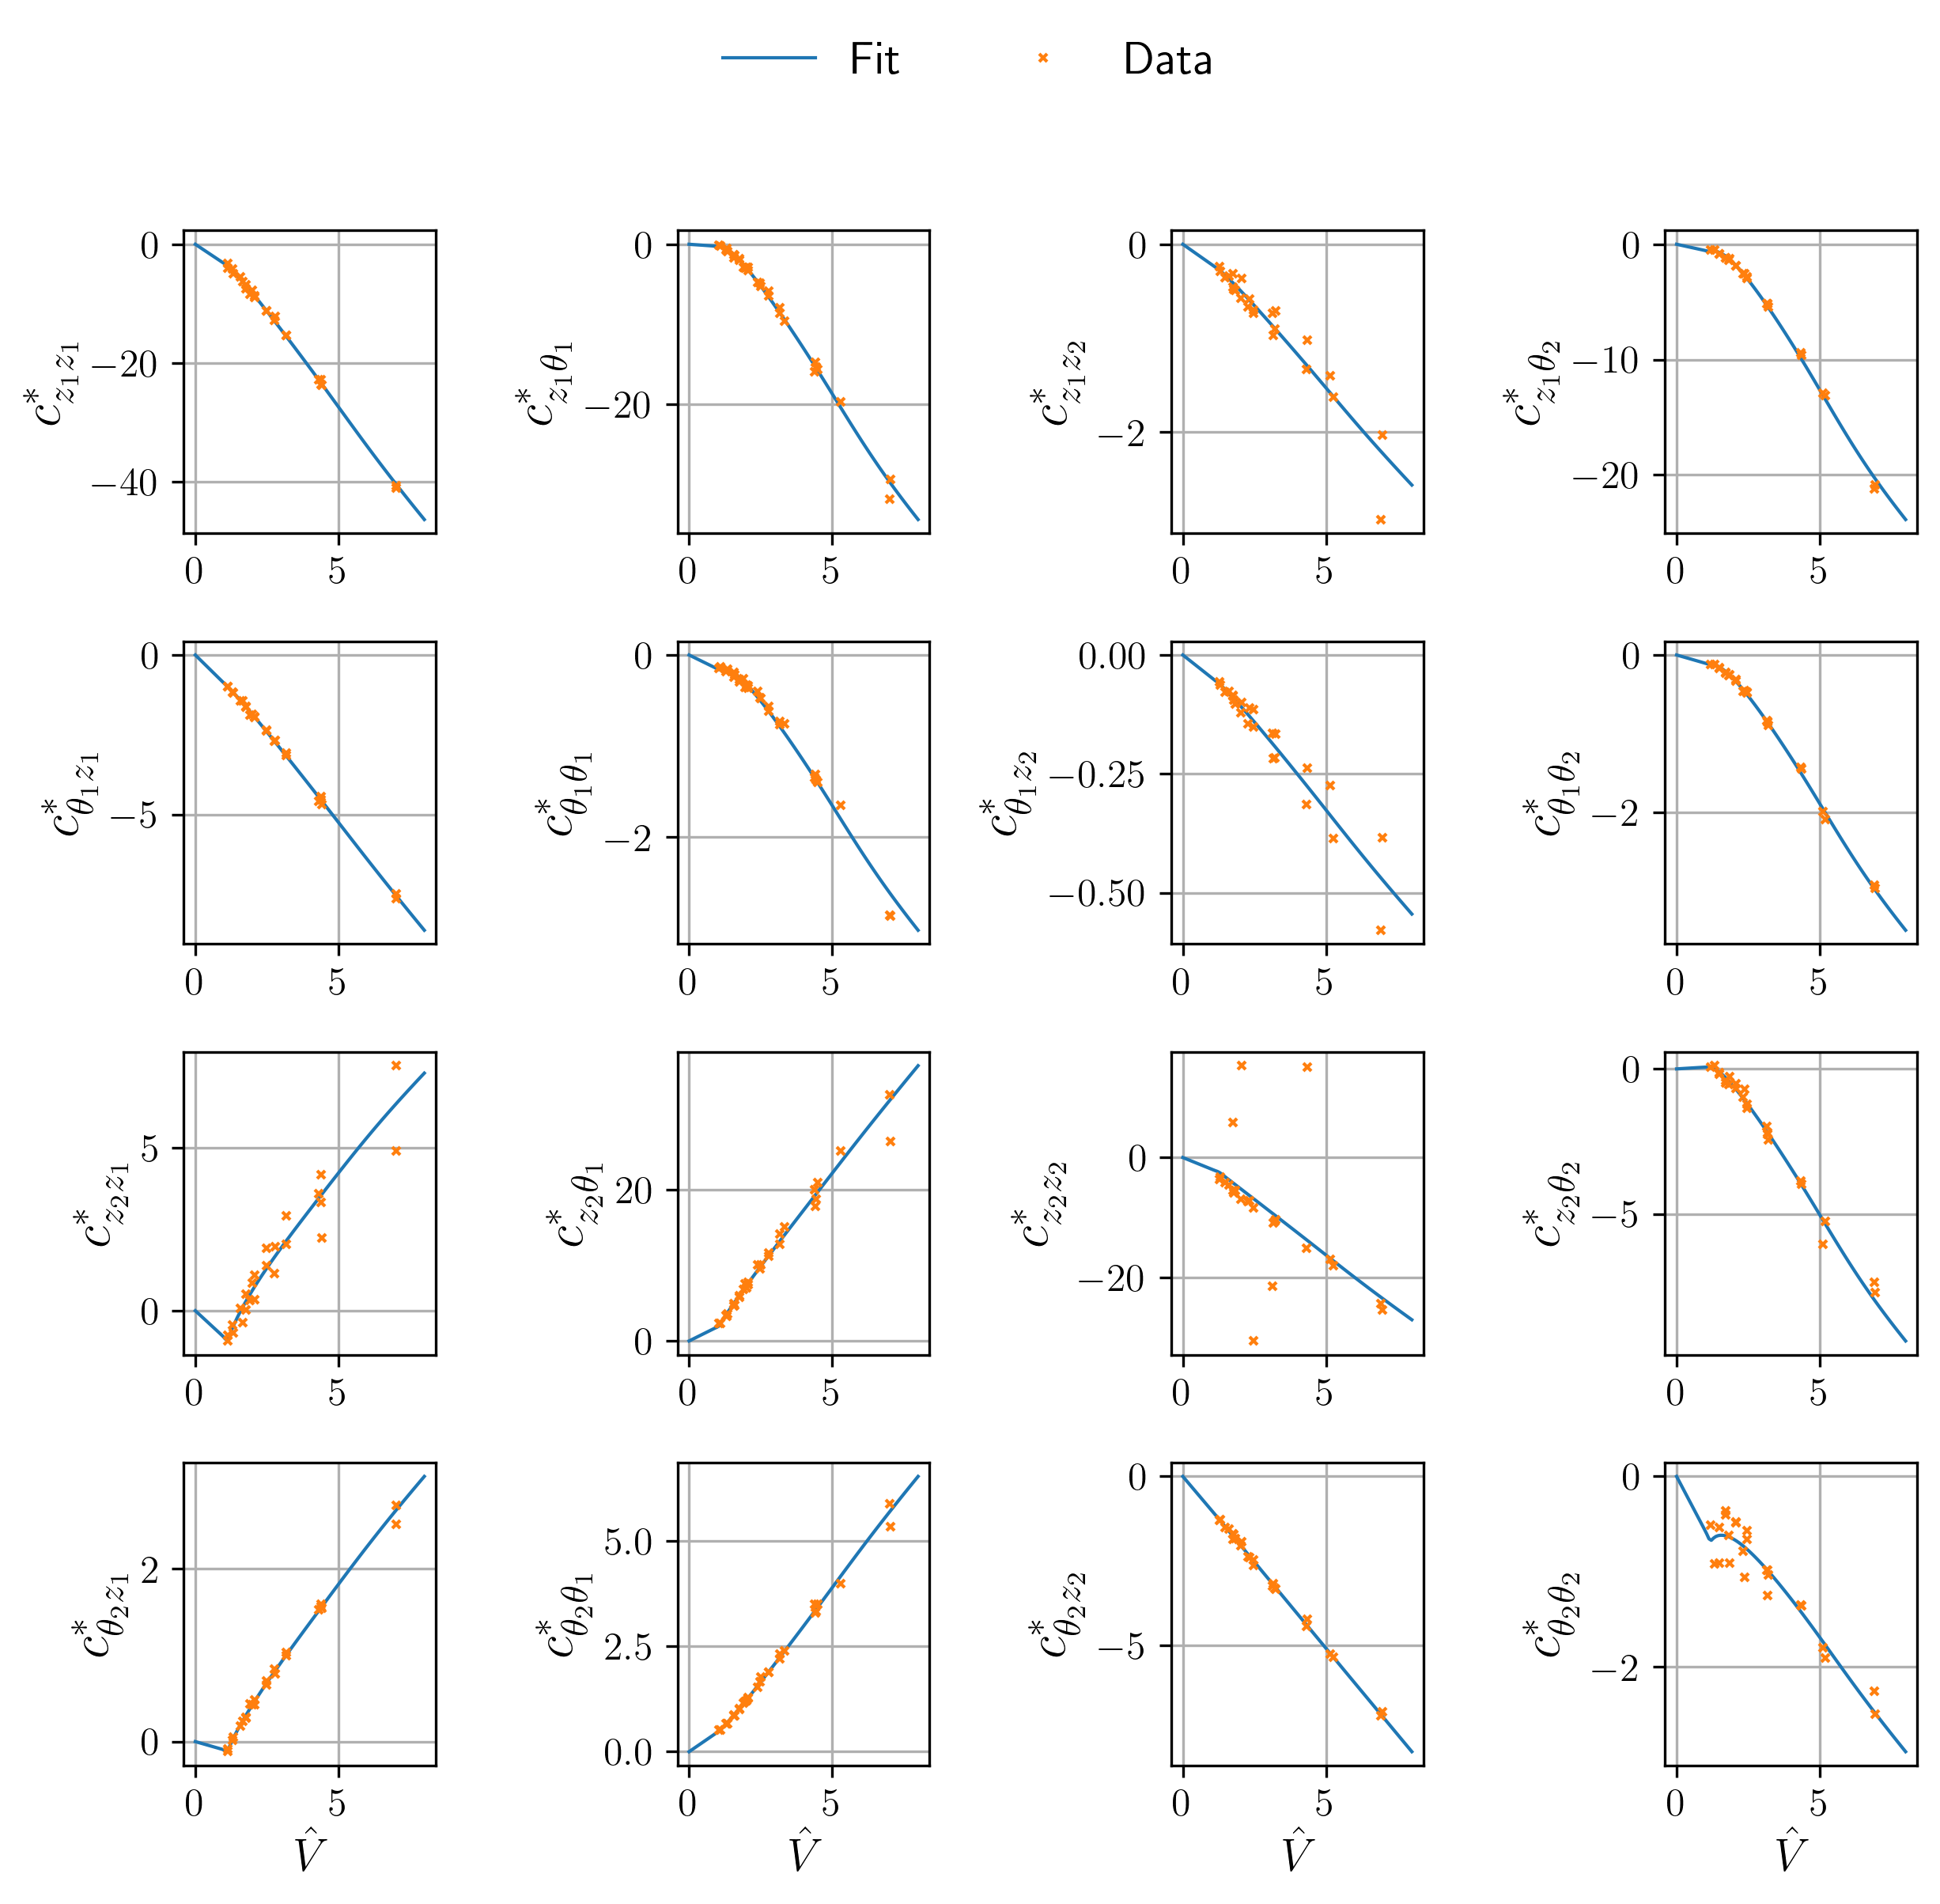 Fit Data
c*z1z1 0 −20 −40 0 5
c*z1θ1 0 −20 0 5
c*z1z2 0 −2 0 5
c*z1θ2 0 −10 −20 0 5
c*θ1z1 0 −5 0 5
c*θ1θ1 0 −2 0 5
c*θ1z2 0.00 −0.25 −0.50 0 5
c*θ1θ2 0 −2 0 5
c*z2z1 5 0 0 5
c*z2θ1 20 0 0 5
c*z2z2 0 −20 0 5
c*z2θ2 0 −5 0 5
c*θ2z1 2 0 0 5
c*θ2θ1 5.0 2.5 0.0 0 5
c*θ2z2 0 −5 0 5
c*θ2θ2 0 −2 0 5
V̂ V̂ V̂ V̂